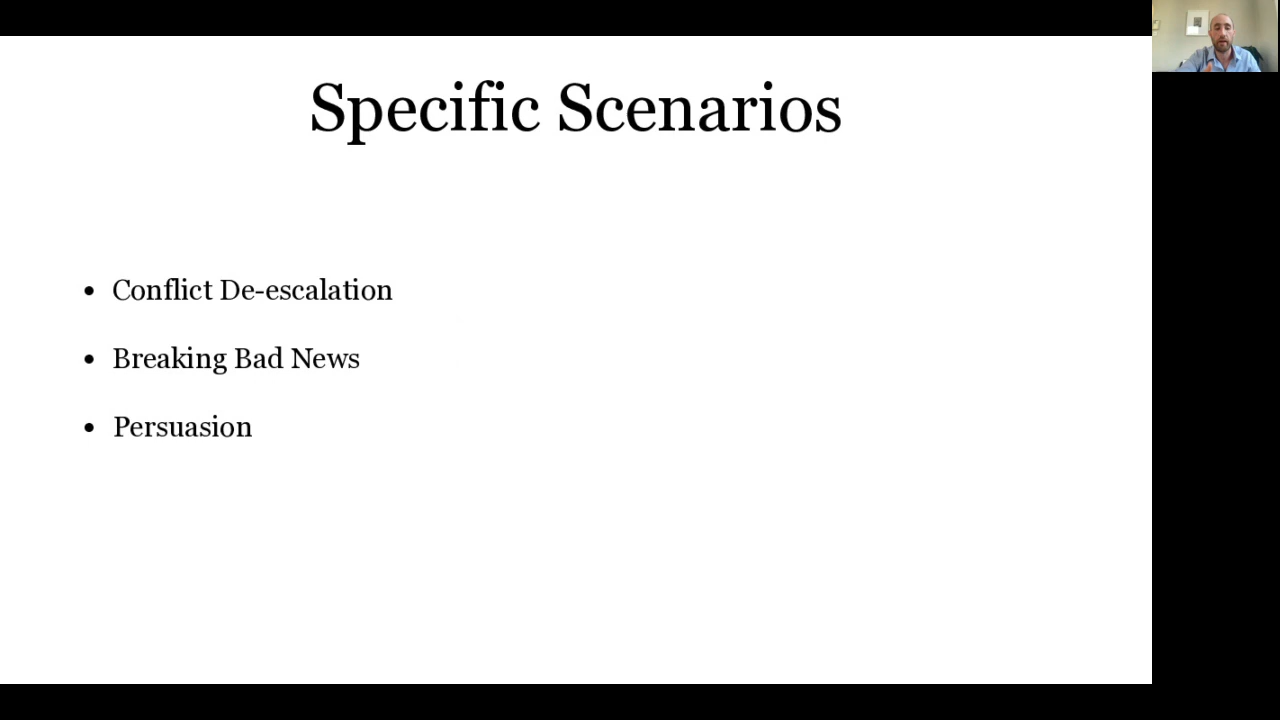 Specific Scenarios
• Conflict De-escalation
• Breaking Bad News
• Persuasion